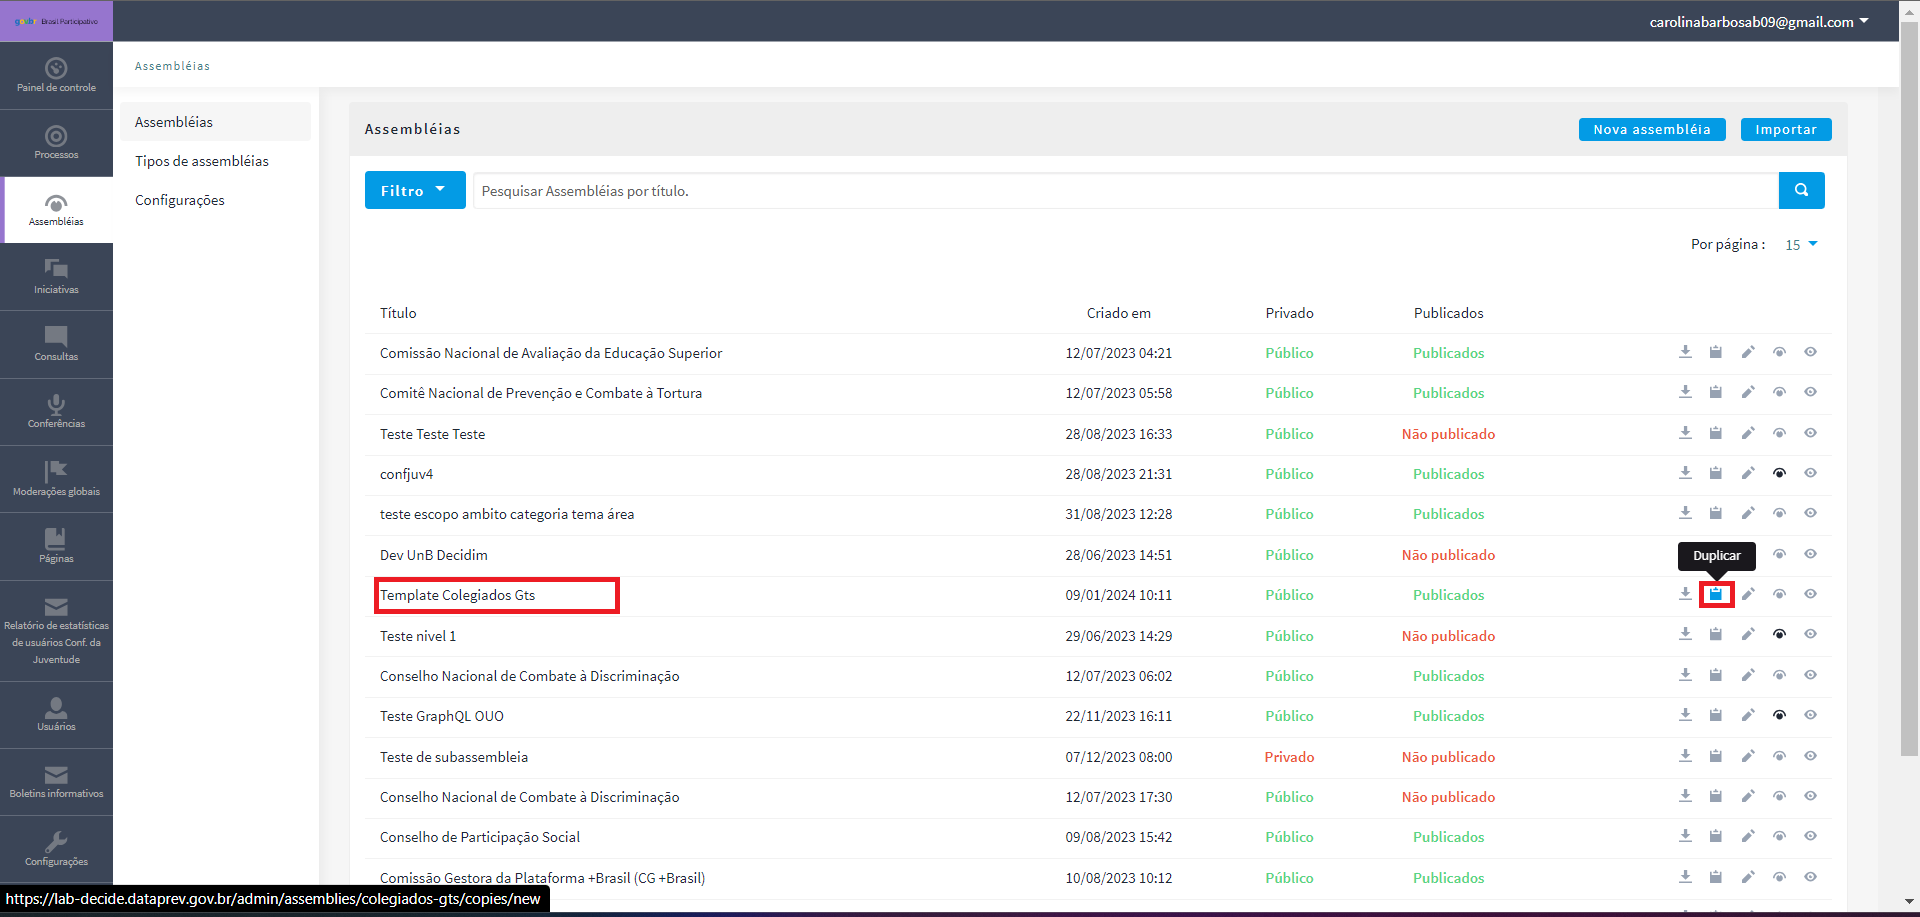 gov.br Brasil Participativo
carolinabarbosab09@gmail.com
Painel de controle
Processos
Assembléias
Iniciativas
Consultas
Conferências
Moderações globais
Páginas
Relatório de estatísticas
de usuários Conf. da
Juventude
Usuários
Boletins informativos
Configurações
Assembléias
Assembléias
Tipos de assembléias
Configurações
Assembléias
Nova assembléia
Importar
Filtro
Pesquisar Assembléias por título.
Por página : 15
Título Criado em Privado Publicados
Comissão Nacional de Avaliação da Educação Superior 12/07/2023 04:21 Público Publicados
Comitê Nacional de Prevenção e Combate à Tortura 12/07/2023 05:58 Público Publicados
Teste Teste Teste 28/08/2023 16:33 Público Não publicado
confjuv4 28/08/2023 21:31 Público Publicados
teste escopo ambito categoria tema área 31/08/2023 12:28 Público Publicados
Dev UnB Decidim 28/06/2023 14:51 Público Não publicado
Duplicar
Template Colegiados Gts 09/01/2024 10:11 Público Publicados
Teste nivel 1 29/06/2023 14:29 Público Não publicado
Conselho Nacional de Combate à Discriminação 12/07/2023 06:02 Público Publicados
Teste GraphQL OUO 22/11/2023 16:11 Público Publicados
Teste de subassembleia 07/12/2023 08:00 Privado Não publicado
Conselho Nacional de Combate à Discriminação 12/07/2023 17:30 Público Não publicado
Conselho de Participação Social 09/08/2023 15:42 Público Publicados
Comissão Gestora da Plataforma +Brasil (CG +Brasil) 10/08/2023 10:12 Público Publicados
https://lab-decide.dataprev.gov.br/admin/assemblies/colegiados-gts/copies/new